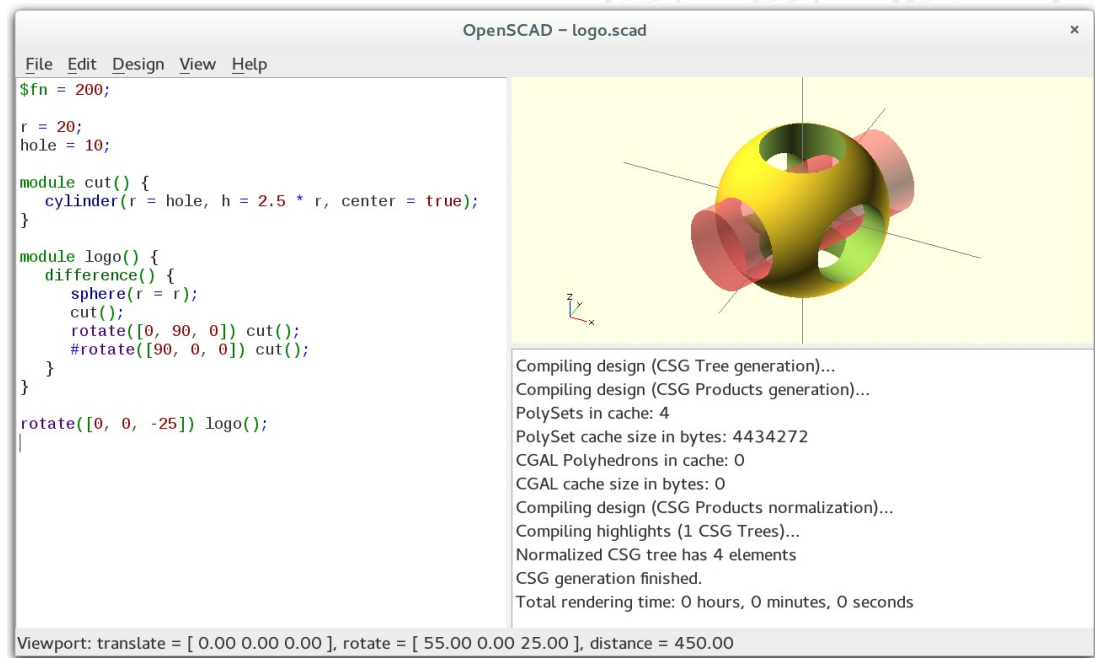 OpenSCAD – logo.scad
×
File Edit Design View Help
$fn = 200;
r = 20;
hole = 10;
module cut() {
cylinder(r = hole, h = 2.5 * r, center = true);
}
module logo() {
difference() {
sphere(r = r);
cut();
rotate([0, 90, 0]) cut();
#rotate([90, 0, 0]) cut();
}
}
rotate([0, 0, -25]) logo();
z
y
x
Compiling design (CSG Tree generation)...
Compiling design (CSG Products generation)...
PolySets in cache: 4
PolySet cache size in bytes: 4434272
CGAL Polyhedrons in cache: 0
CGAL cache size in bytes: 0
Compiling design (CSG Products normalization)...
Compiling highlights (1 CSG Trees)...
Normalized CSG tree has 4 elements
CSG generation finished.
Total rendering time: 0 hours, 0 minutes, 0 seconds
Viewport: translate = [ 0.00 0.00 0.00 ], rotate = [ 55.00 0.00 25.00 ], distance = 450.00